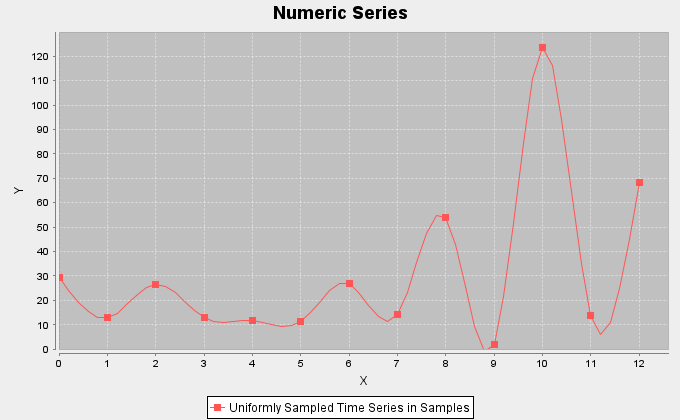 Numeric Series
Y
120
110
100
90
80
70
60
50
40
30
20
10
0
0 1 2 3 4 5 6 7 8 9 10 11 12
X
Uniformly Sampled Time Series in Samples